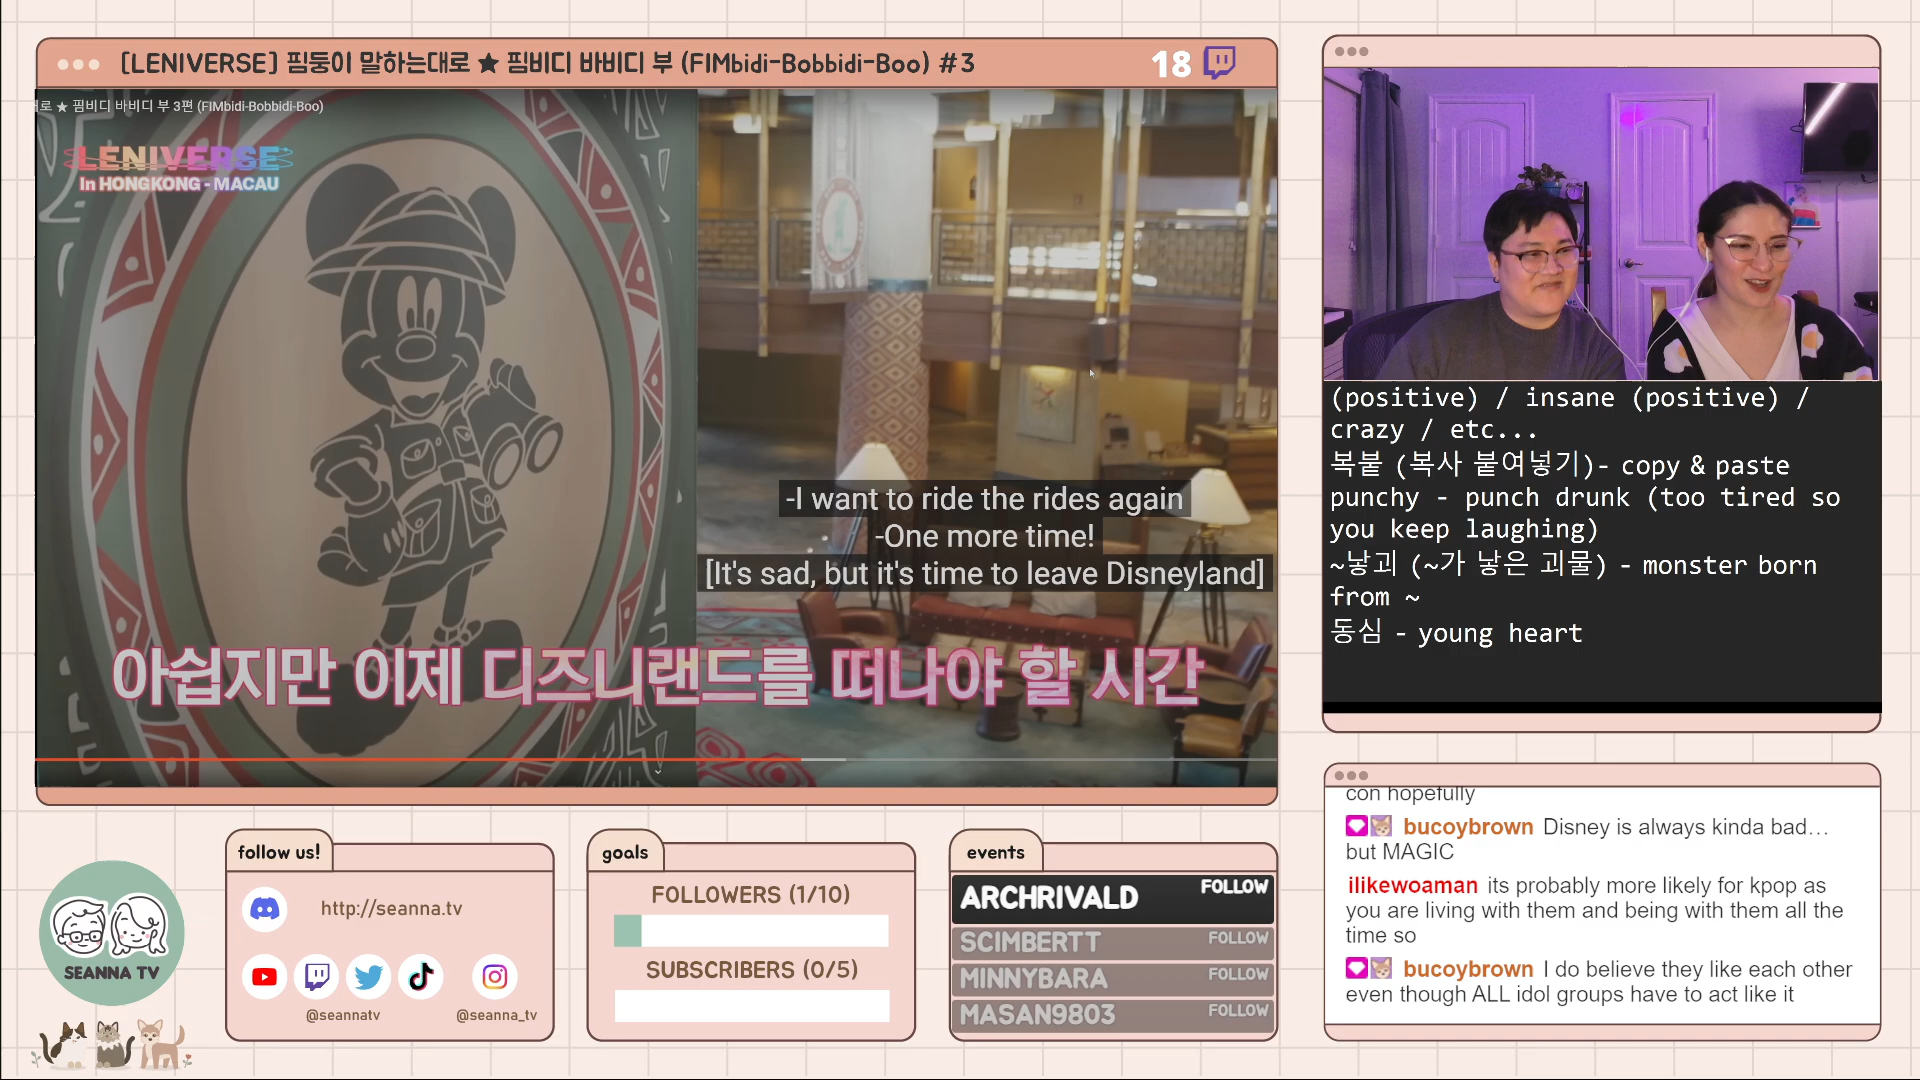 [LENIVERSE] 핌둥이 말하는대로 ★ 핌비디 바비디 부 (FIMbidi-Bobbidi-Boo) #3
18
로 ★ 핌비디 바비디 부 3편 (FIMbidi-Bobbidi-Boo)
LENIVERSE
In HONGKONG - MACAU
-I want to ride the rides again
-One more time!
[It's sad, but it's time to leave Disneyland]
아쉽지만 이제 디즈니랜드를 떠나야 할 시간
(positive) / insane (positive) /
crazy / etc...
복붙 (복사 붙여넣기)- copy & paste
punchy - punch drunk (too tired so
you keep laughing)
~낳괴 (~가 낳은 괴물) - monster born
from ~
동심 - young heart
con hopefully
bucoybrown Disney is always kinda bad...
but MAGIC
ilikewoaman its probably more likely for kpop as
you are living with them and being with them all the
time so
bucoybrown I do believe they like each other
even though ALL idol groups have to act like it
SEANNA TV
follow us!
http://seanna.tv
@seannatv
@seanna_tv
goals
FOLLOWERS (1/10)
SUBSCRIBERS (0/5)
events
ARCHRIVALD FOLLOW
SCIMBERTT FOLLOW
MINNYBARA FOLLOW
MASAN9803 FOLLOW